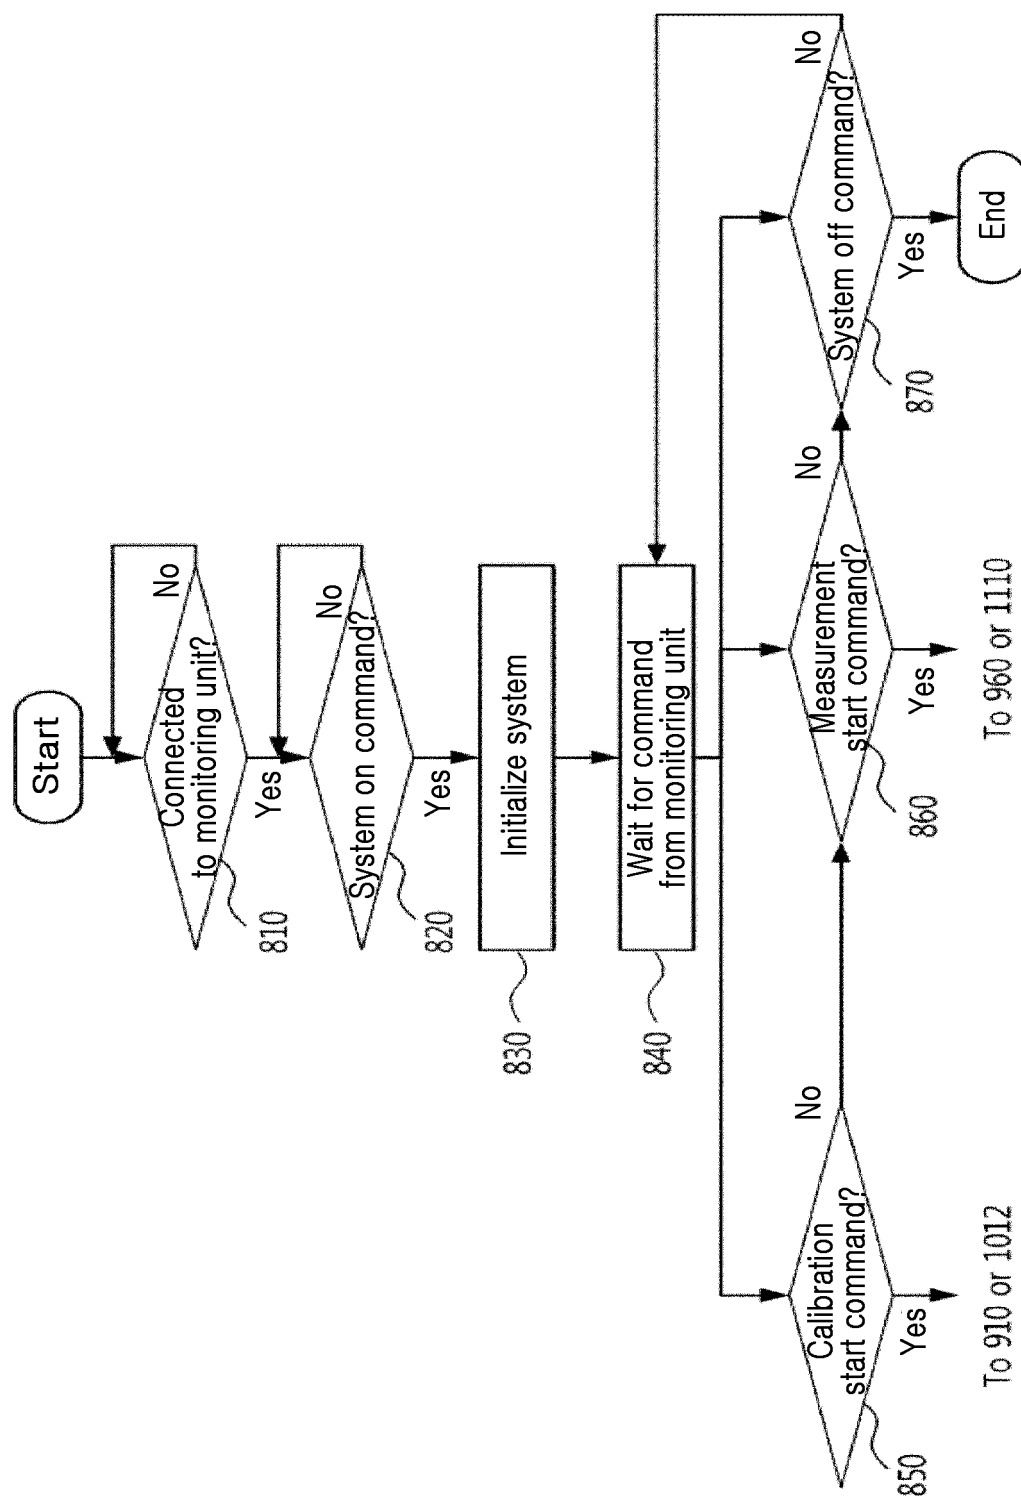 Start
Connected
to monitoring unit?
No
Yes
810
System on command?
No
Yes
820
Initialize system
830
Wait for command
from monitoring unit
840
Calibration
start command?
No
Yes
850
To 910 or 1012
Measurement
start command?
No
Yes
860
To 960 or 1110
System off command?
No
Yes
870
End